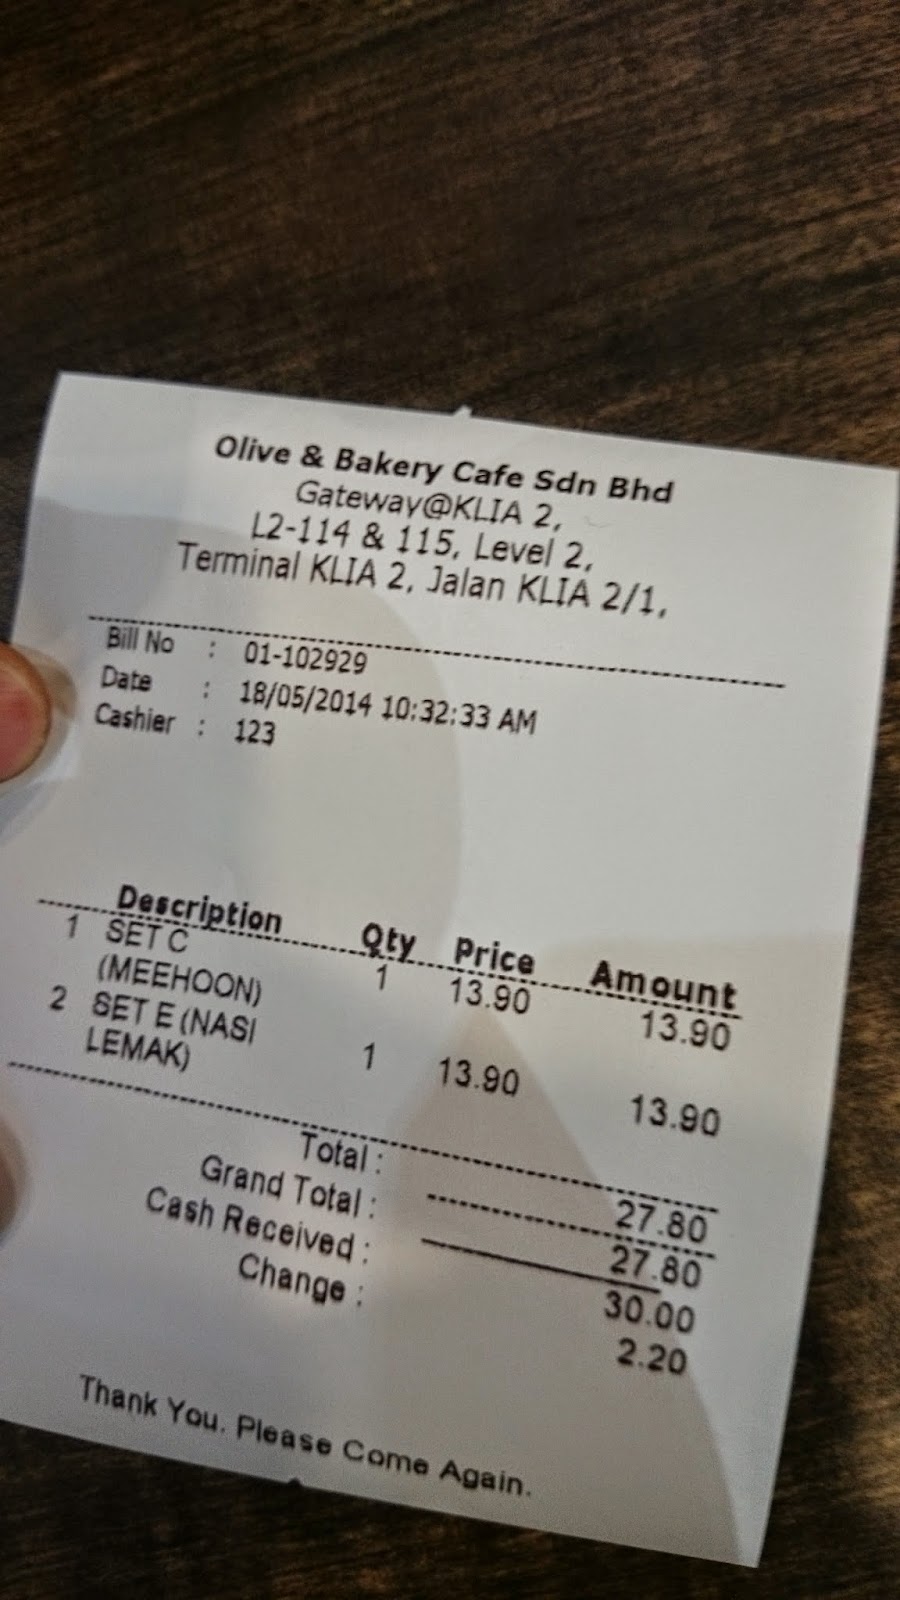 Olive & Bakery Cafe Sdn Bhd
Gateway@KLIA 2,
L2-114 & 115, Level 2,
Terminal KLIA 2, Jalan KLIA 2/1,
Bill No : 01-102929
Date : 18/05/2014 10:32:33 AM
Cashier : 123
Description Qty Price Amount
1 SET C 1 13.90 13.90
(MEEHOON)
2 SET E (NASI 1 13.90 13.90
LEMAK)
Total : 27.80
Grand Total : 27.80
Cash Received : 30.00
Change : 2.20
Thank You. Please Come Again.